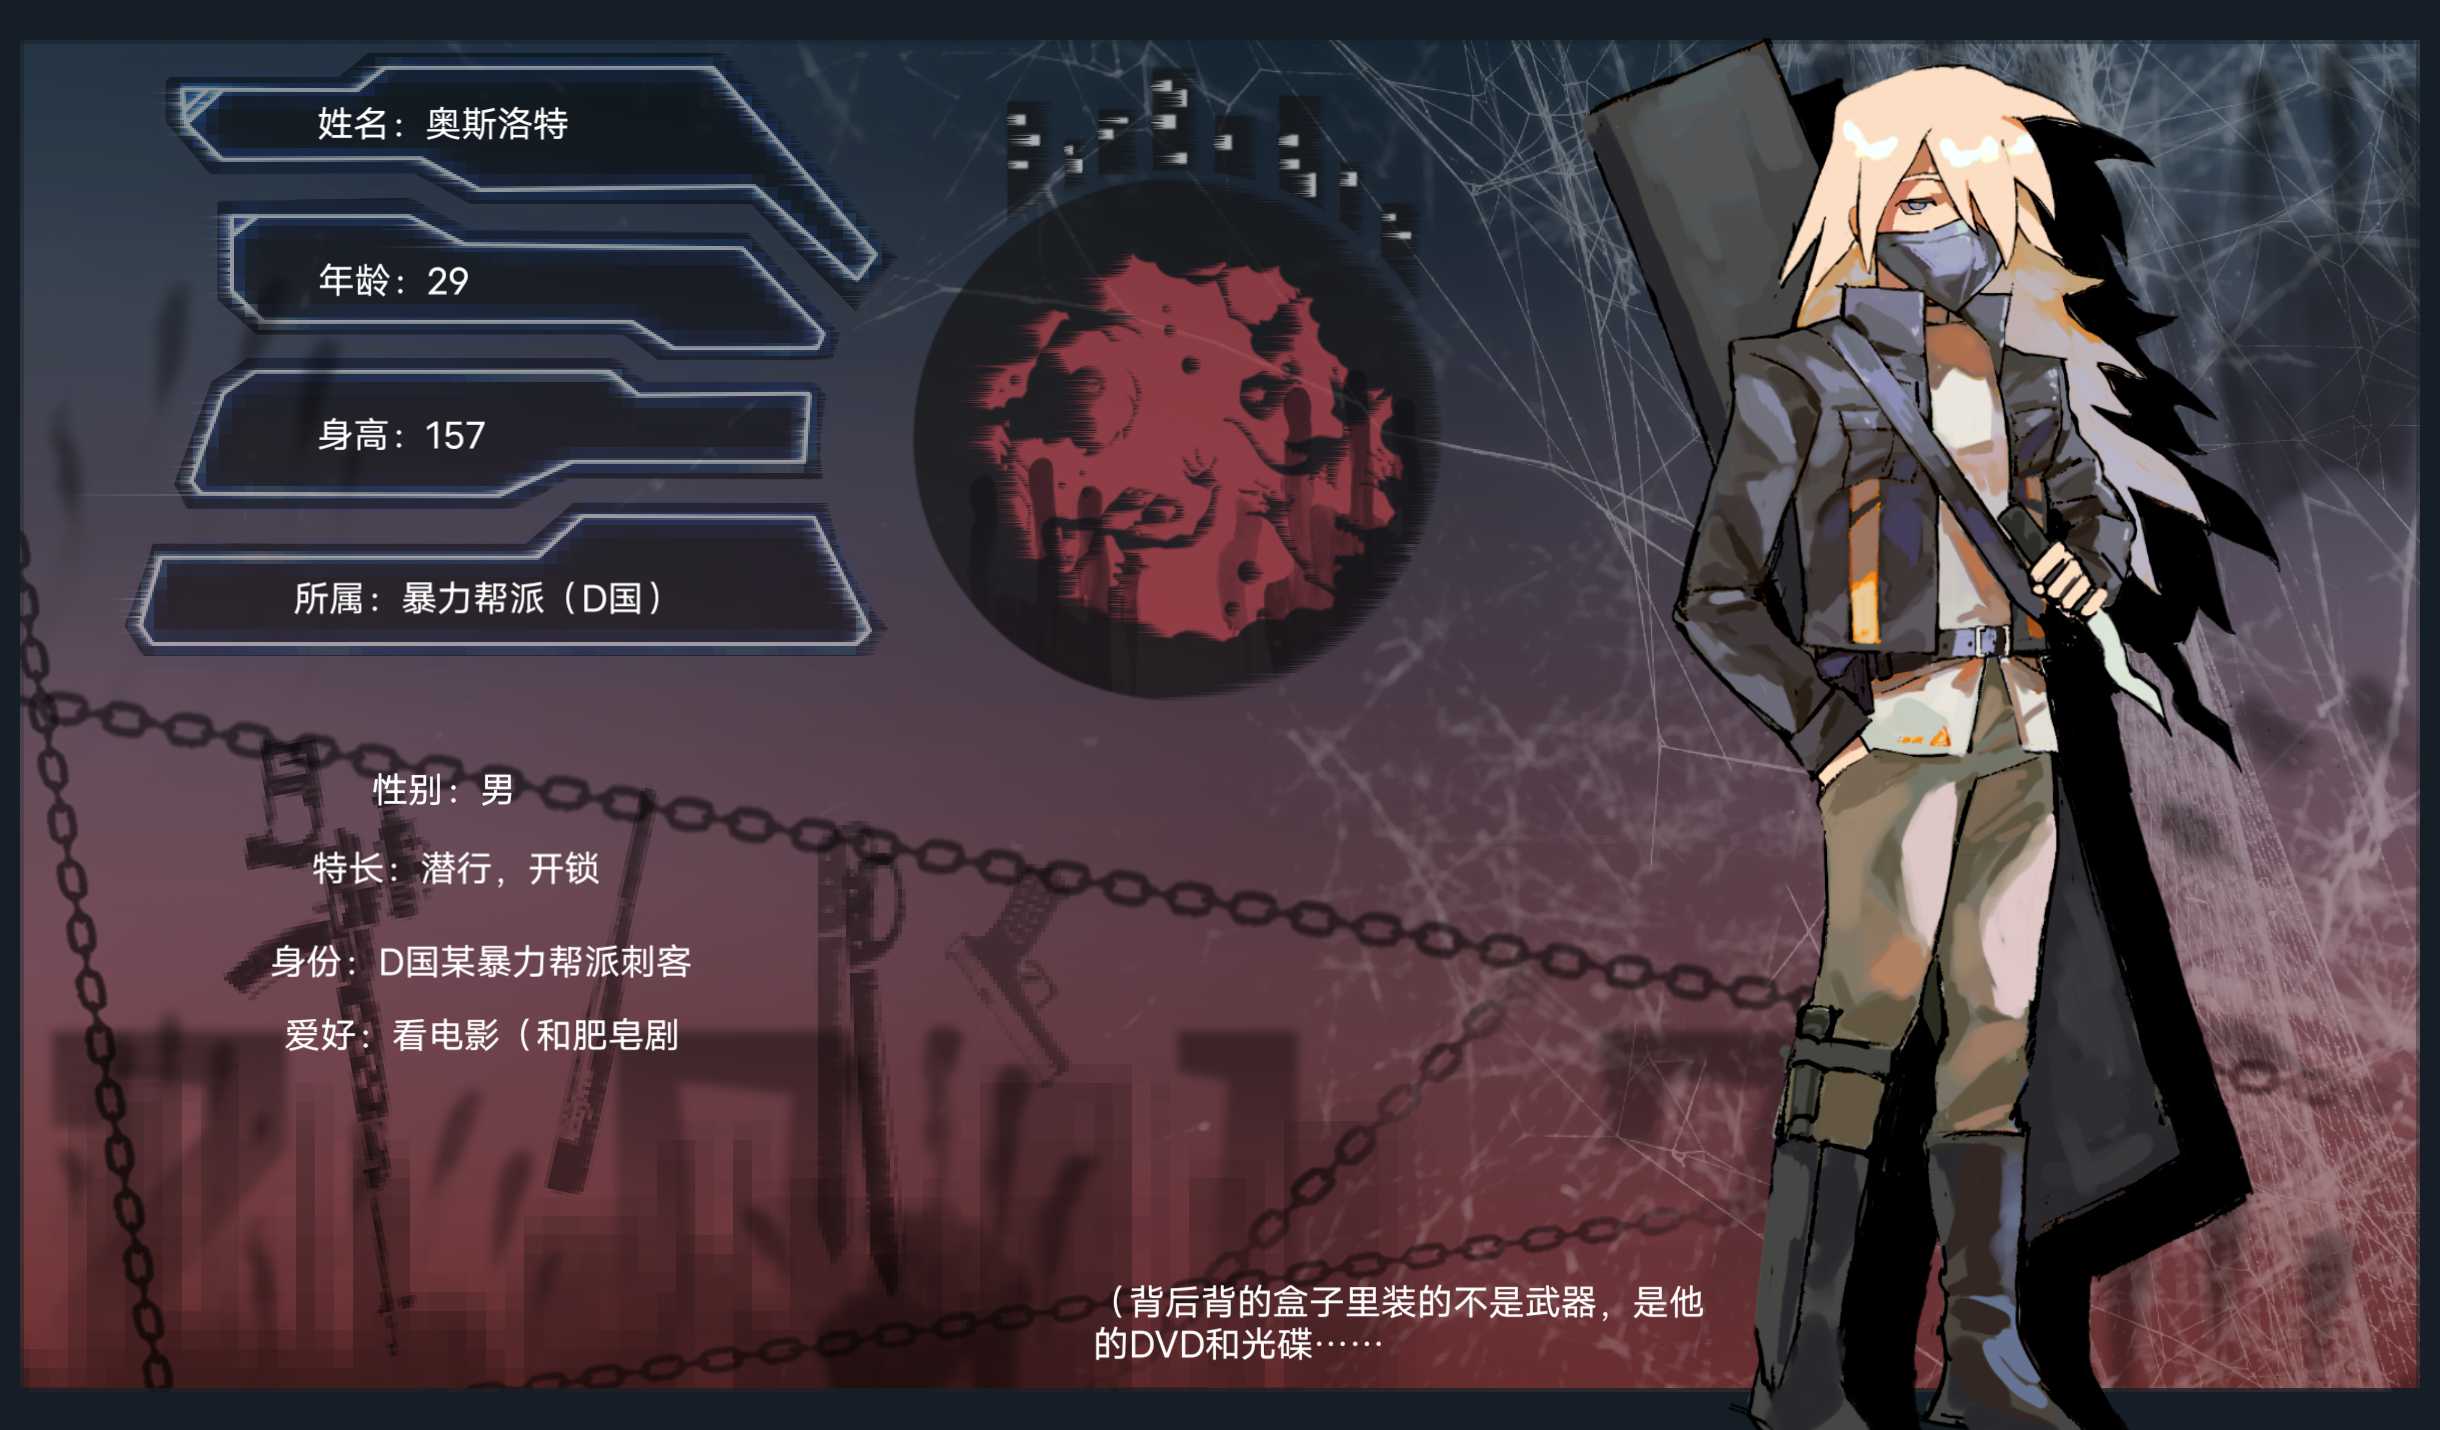 姓名：奥斯洛特
年龄：29
身高：157
所属：暴力帮派（D国）
性别：男
特长：潜行，开锁
身份：D国某暴力帮派刺客
爱好：看电影（和肥皂剧
（背后背的盒子里装的不是武器，是他
的DVD和光碟……